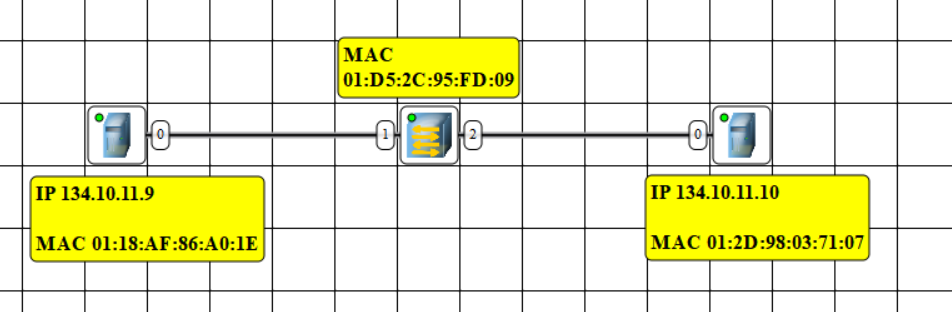 MAC
01:D5:2C:95:FD:09
0
1
2
0
IP 134.10.11.9
MAC 01:18:AF:86:A0:1E
IP 134.10.11.10
MAC 01:2D:98:03:71:07